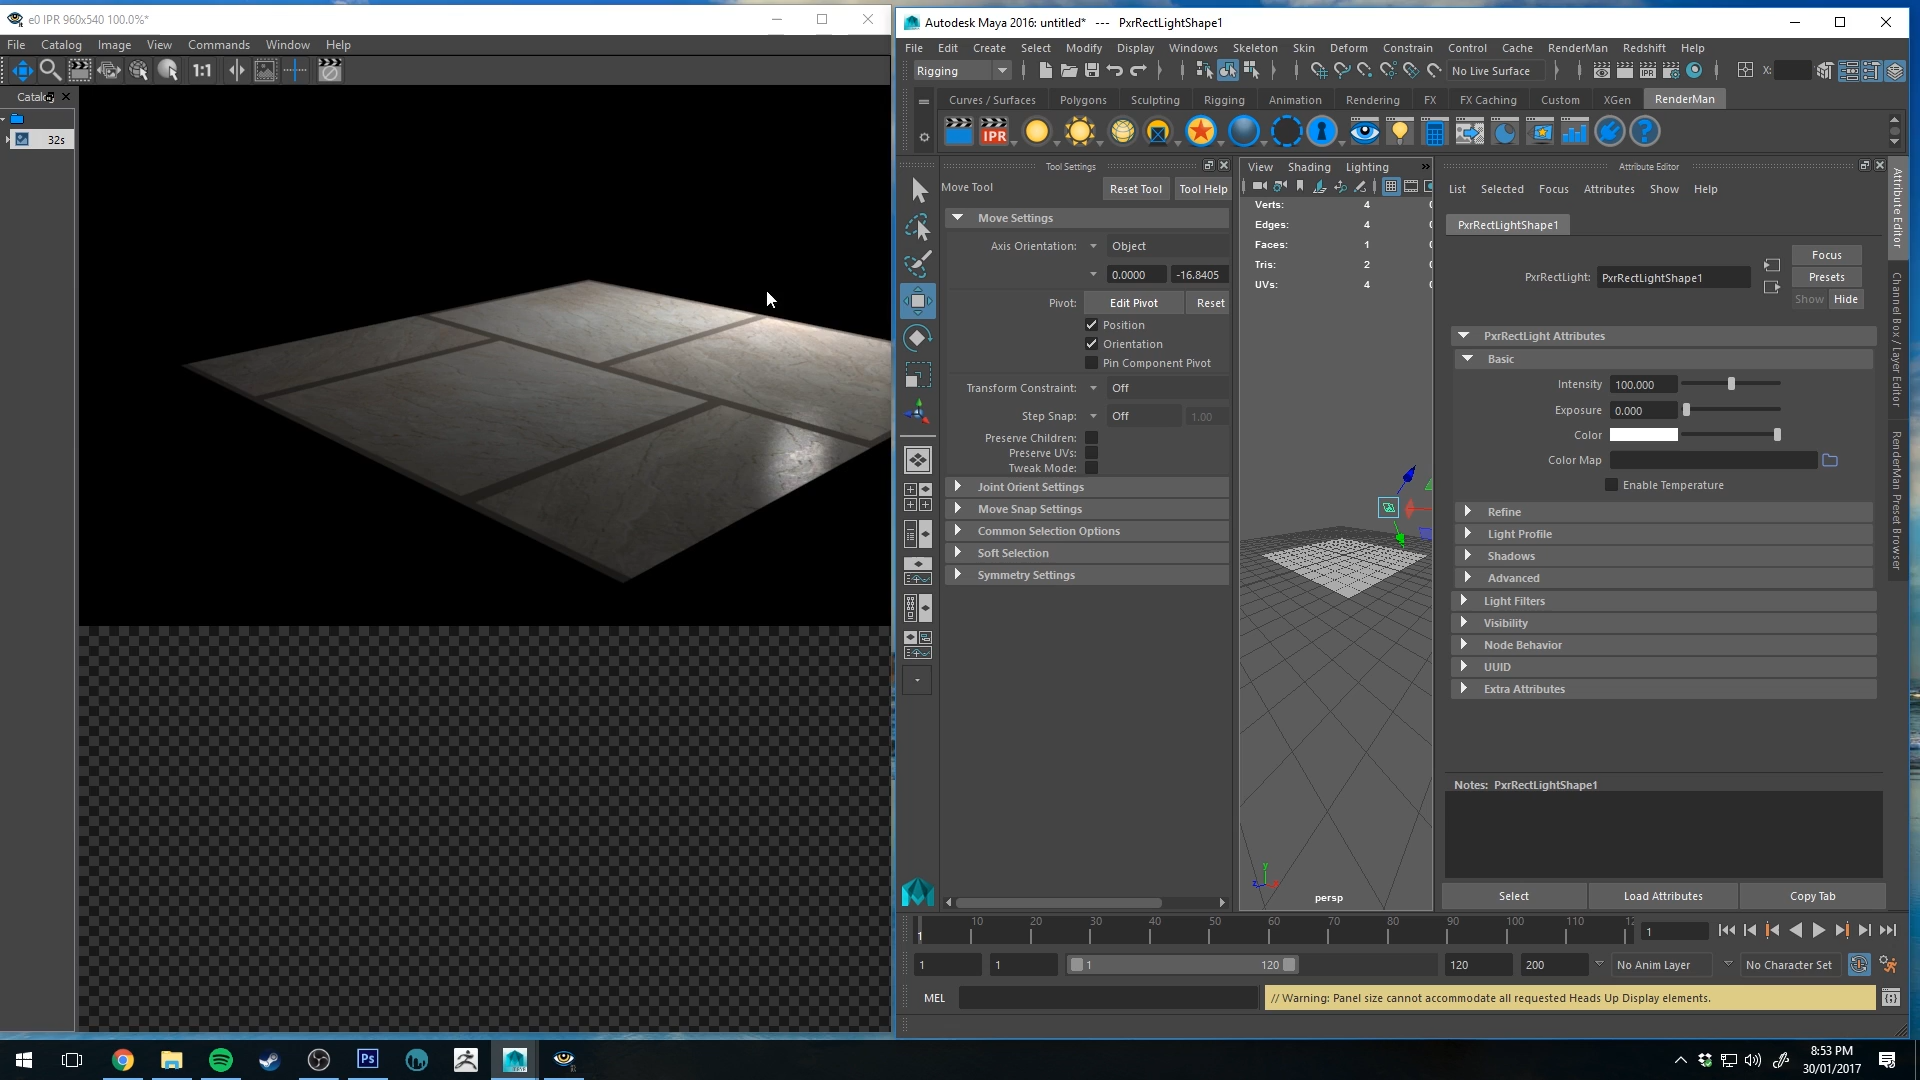 e0 IPR 960x540 100.0%*
File Catalog Image View Commands Window Help
1:1
Catalog
32s
Autodesk Maya 2016: untitled* --- PxrRectLightShape1
File Edit Create Select Modify Display Windows Skeleton Skin Deform Constrain Control Cache RenderMan Redshift Help
Rigging
No Live Surface
X:
Curves / Surfaces Polygons Sculpting Rigging Animation Rendering FX FX Caching Custom XGen RenderMan
IPR
Tool Settings
Move Tool
Reset Tool Tool Help
Move Settings
Axis Orientation: Object
0.0000 -16.8405
Pivot: Edit Pivot Reset
Position
Orientation
Pin Component Pivot
Transform Constraint: Off
Step Snap: Off 1.00
Preserve Children:
Preserve UVs:
Tweak Mode:
Joint Orient Settings
Move Snap Settings
Common Selection Options
Soft Selection
Symmetry Settings
View Shading Lighting »
Verts: 4
Edges: 4
Faces: 1
Tris: 2
UVs: 4
persp
Attribute Editor
List Selected Focus Attributes Show Help
PxrRectLightShape1
PxrRectLight: PxrRectLightShape1
Focus
Presets
Show Hide
PxrRectLight Attributes
Basic
Intensity 100.000
Exposure 0.000
Color
Color Map
Enable Temperature
Refine
Light Profile
Shadows
Advanced
Light Filters
Visibility
Node Behavior
UUID
Extra Attributes
Notes: PxrRectLightShape1
Select Load Attributes Copy Tab
Attribute Editor
Channel Box / Layer Editor
RenderMan Preset Browser
1 10 20 30 40 50 60 70 80 90 100 110 12
1
1 1 1 120 120 200 No Anim Layer No Character Set
MEL
// Warning: Panel size cannot accommodate all requested Heads Up Display elements.
Ps
8:53 PM
30/01/2017